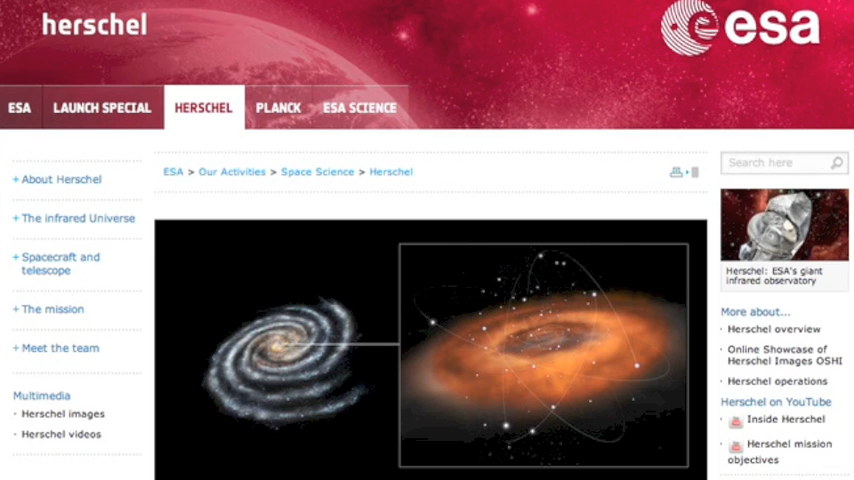 herschel
esa
ESA
LAUNCH SPECIAL
HERSCHEL
PLANCK
ESA SCIENCE
ESA > Our Activities > Space Science > Herschel
+ About Herschel
+ The infrared Universe
+ Spacecraft and
telescope
+ The mission
+ Meet the team
Multimedia
· Herschel images
· Herschel videos
Search here
Herschel: ESA's giant
infrared observatory
More about...
· Herschel overview
· Online Showcase of
Herschel Images OSHI
· Herschel operations
Herschel on YouTube
· Inside Herschel
· Herschel mission
objectives